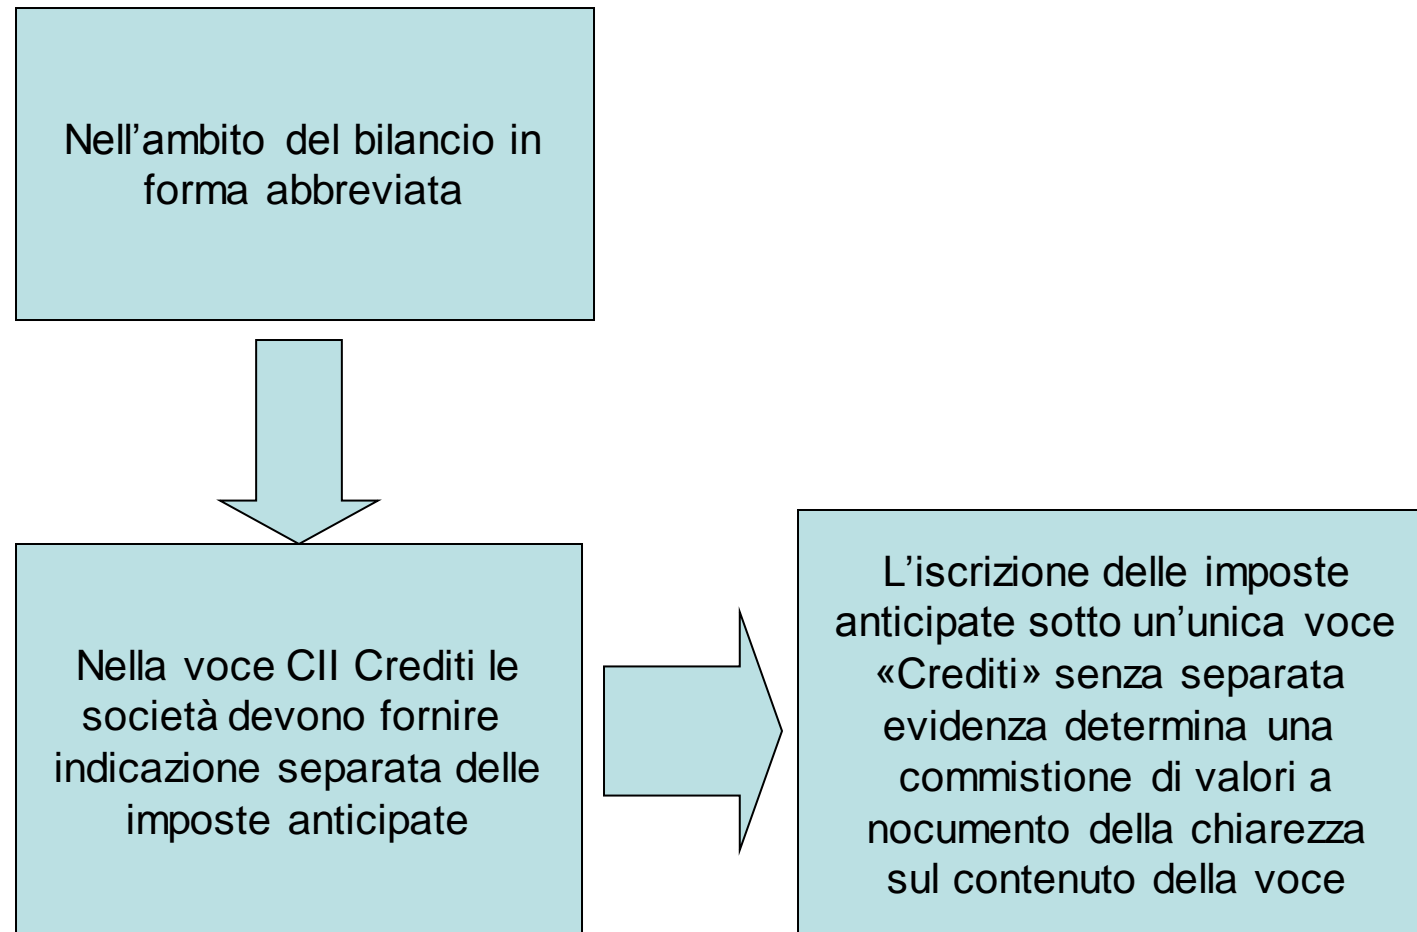 Nell’ambito del bilancio in
forma abbreviata
Nella voce CII Crediti le
società devono fornire
indicazione separata delle
imposte anticipate
L’iscrizione delle imposte
anticipate sotto un’unica voce
«Crediti» senza separata
evidenza determina una
commistione di valori a
nocumento della chiarezza
sul contenuto della voce